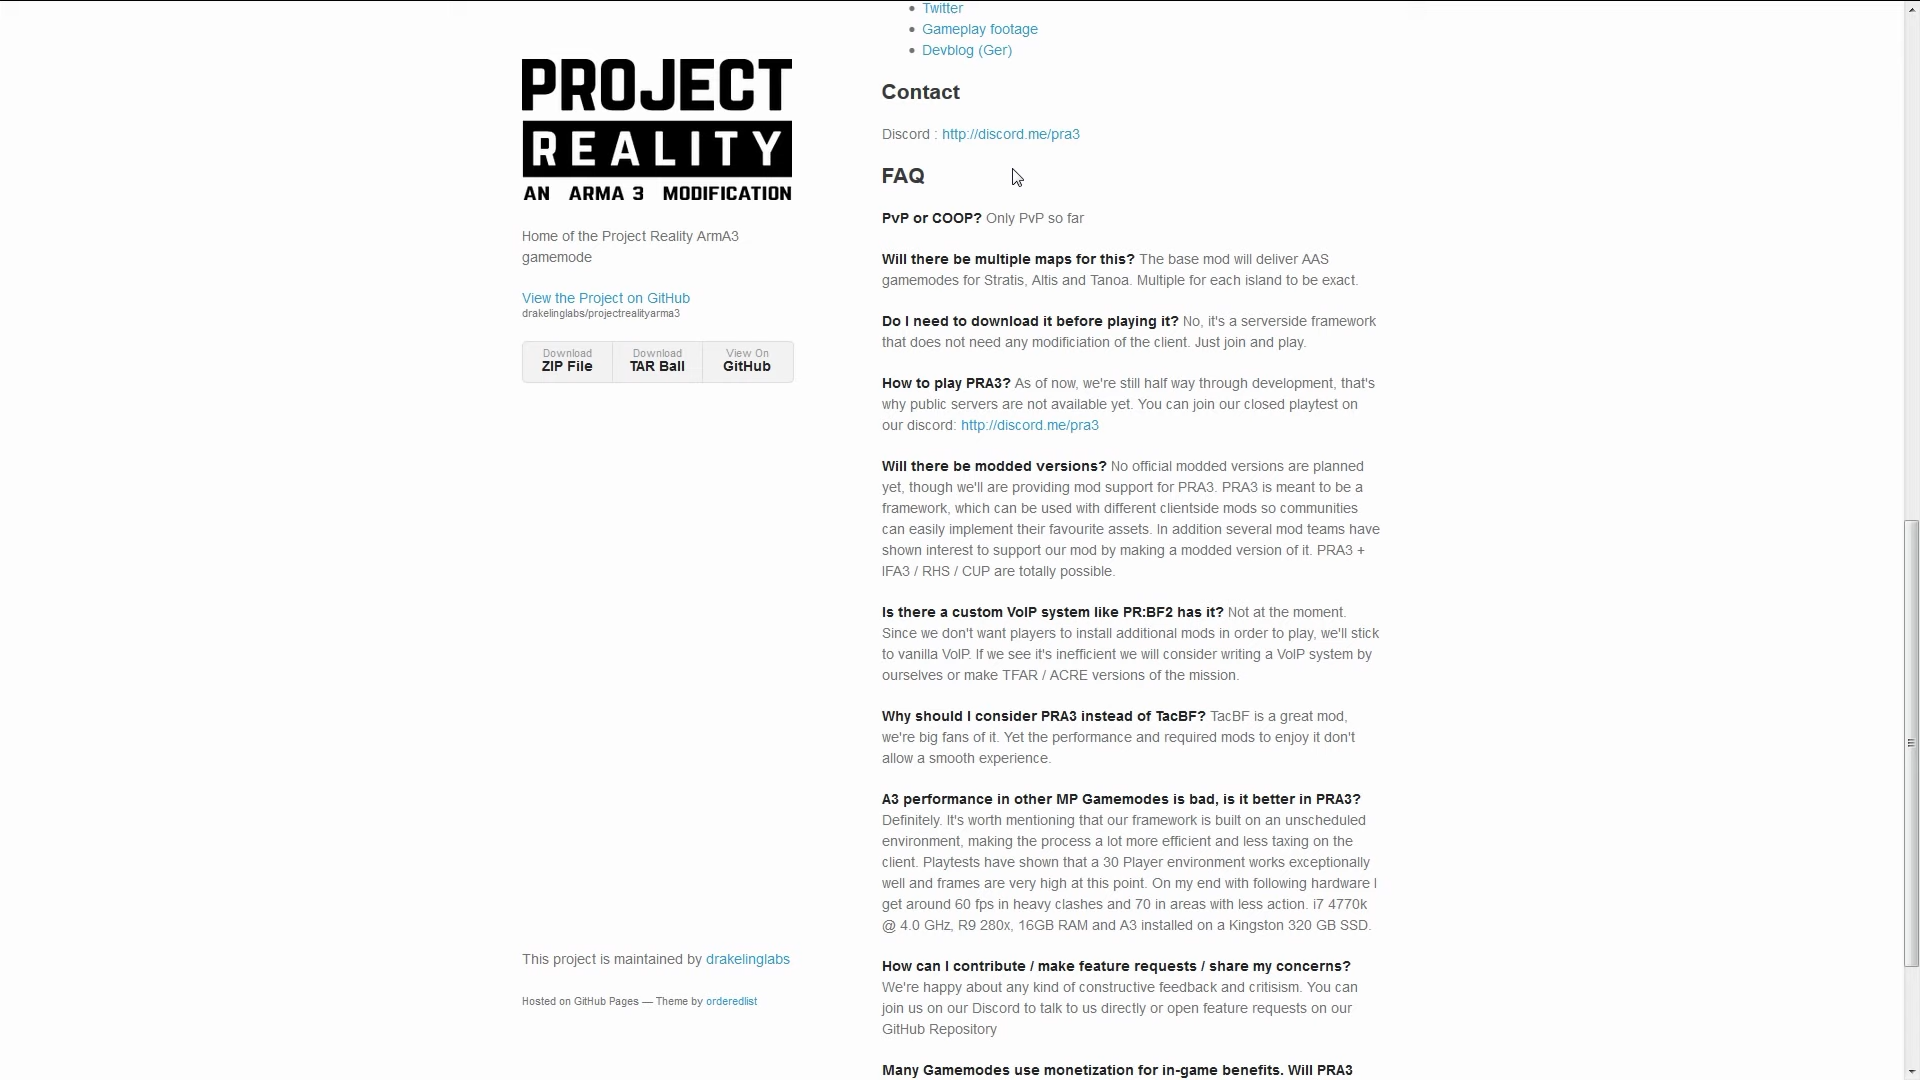 PROJECT
REALITY
AN ARMA 3 MODIFICATION
Home of the Project Reality ArmA3
gamemode
View the Project on GitHub
drakelinglabs/projectrealityarma3
Download
ZIP File
Download
TAR Ball
View On
GitHub
This project is maintained by drakelinglabs
Hosted on GitHub Pages — Theme by orderedlist
Twitter
Gameplay footage
Devblog (Ger)
Contact
Discord : http://discord.me/pra3
FAQ
PvP or COOP? Only PvP so far
Will there be multiple maps for this? The base mod will deliver AAS
gamemodes for Stratis, Altis and Tanoa. Multiple for each island to be exact.
Do I need to download it before playing it? No, it's a serverside framework
that does not need any modificiation of the client. Just join and play.
How to play PRA3? As of now, we're still half way through development, that's
why public servers are not available yet. You can join our closed playtest on
our discord: http://discord.me/pra3
Will there be modded versions? No official modded versions are planned
yet, though we'll are providing mod support for PRA3. PRA3 is meant to be a
framework, which can be used with different clientside mods so communities
can easily implement their favourite assets. In addition several mod teams have
shown interest to support our mod by making a modded version of it. PRA3 +
IFA3 / RHS / CUP are totally possible.
Is there a custom VoIP system like PR:BF2 has it? Not at the moment.
Since we don't want players to install additional mods in order to play, we'll stick
to vanilla VoIP. If we see it's inefficient we will consider writing a VoIP system by
ourselves or make TFAR / ACRE versions of the mission.
Why should I consider PRA3 instead of TacBF? TacBF is a great mod,
we're big fans of it. Yet the performance and required mods to enjoy it don't
allow a smooth experience.
A3 performance in other MP Gamemodes is bad, is it better in PRA3?
Definitely. It's worth mentioning that our framework is built on an unscheduled
environment, making the process a lot more efficient and less taxing on the
client. Playtests have shown that a 30 Player environment works exceptionally
well and frames are very high at this point. On my end with following hardware I
get around 60 fps in heavy clashes and 70 in areas with less action. i7 4770k
@ 4.0 GHz, R9 280x, 16GB RAM and A3 installed on a Kingston 320 GB SSD.
How can I contribute / make feature requests / share my concerns?
We're happy about any kind of constructive feedback and critisism. You can
join us on our Discord to talk to us directly or open feature requests on our
GitHub Repository
Many Gamemodes use monetization for in-game benefits. Will PRA3